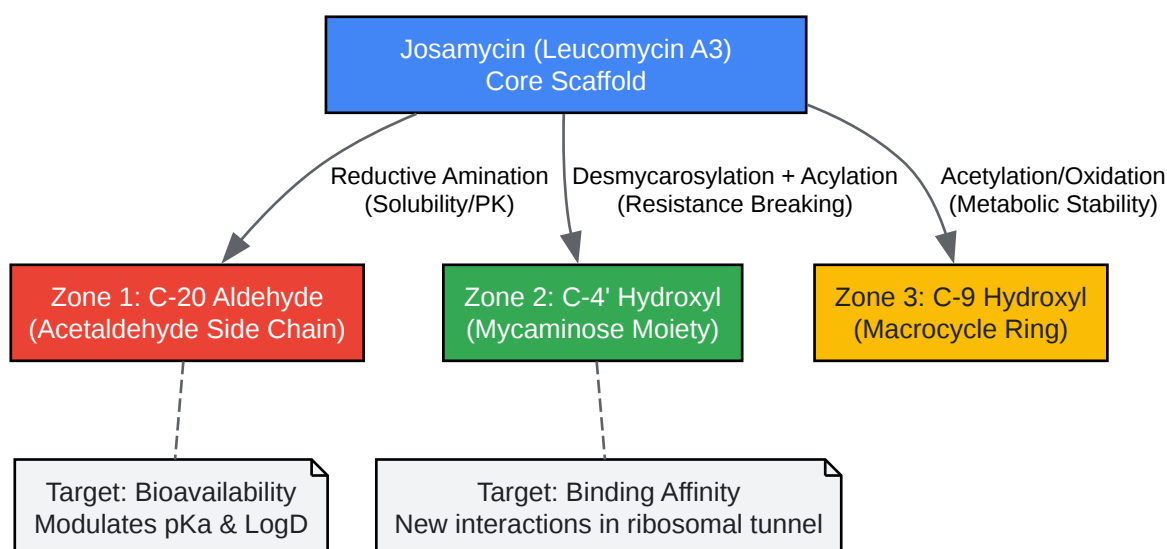 Josamycin (Leucomycin A3)
Core Scaffold
Reductive Amination
(Solubility/PK)
Desmycarosylation + Acylation
(Resistance Breaking)
Acetylation/Oxidation
(Metabolic Stability)
Zone 1: C-20 Aldehyde
(Acetaldehyde Side Chain)
Zone 2: C-4' Hydroxyl
(Mycaminose Moiety)
Zone 3: C-9 Hydroxyl
(Macrocycle Ring)
Target: Bioavailability
Modulates pKa & LogD
Target: Binding Affinity
New interactions in ribosomal tunnel